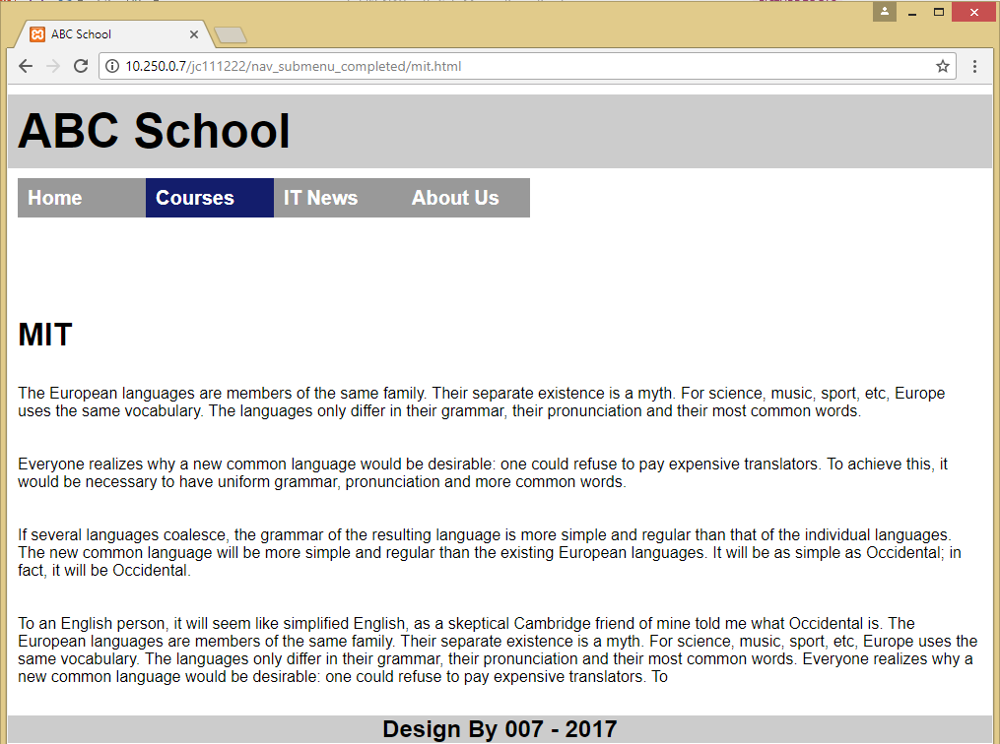 ABC School
10.250.0.7/jc111222/nav_submenu_completed/mit.html
ABC School
Home Courses IT News About Us
MIT
The European languages are members of the same family. Their separate existence is a myth. For science, music, sport, etc, Europe
uses the same vocabulary. The languages only differ in their grammar, their pronunciation and their most common words.
Everyone realizes why a new common language would be desirable: one could refuse to pay expensive translators. To achieve this, it
would be necessary to have uniform grammar, pronunciation and more common words.
If several languages coalesce, the grammar of the resulting language is more simple and regular than that of the individual languages.
The new common language will be more simple and regular than the existing European languages. It will be as simple as Occidental; in
fact, it will be Occidental.
To an English person, it will seem like simplified English, as a skeptical Cambridge friend of mine told me what Occidental is. The
European languages are members of the same family. Their separate existence is a myth. For science, music, sport, etc, Europe uses the
same vocabulary. The languages only differ in their grammar, their pronunciation and their most common words. Everyone realizes why a
new common language would be desirable: one could refuse to pay expensive translators. To
Design By 007 - 2017